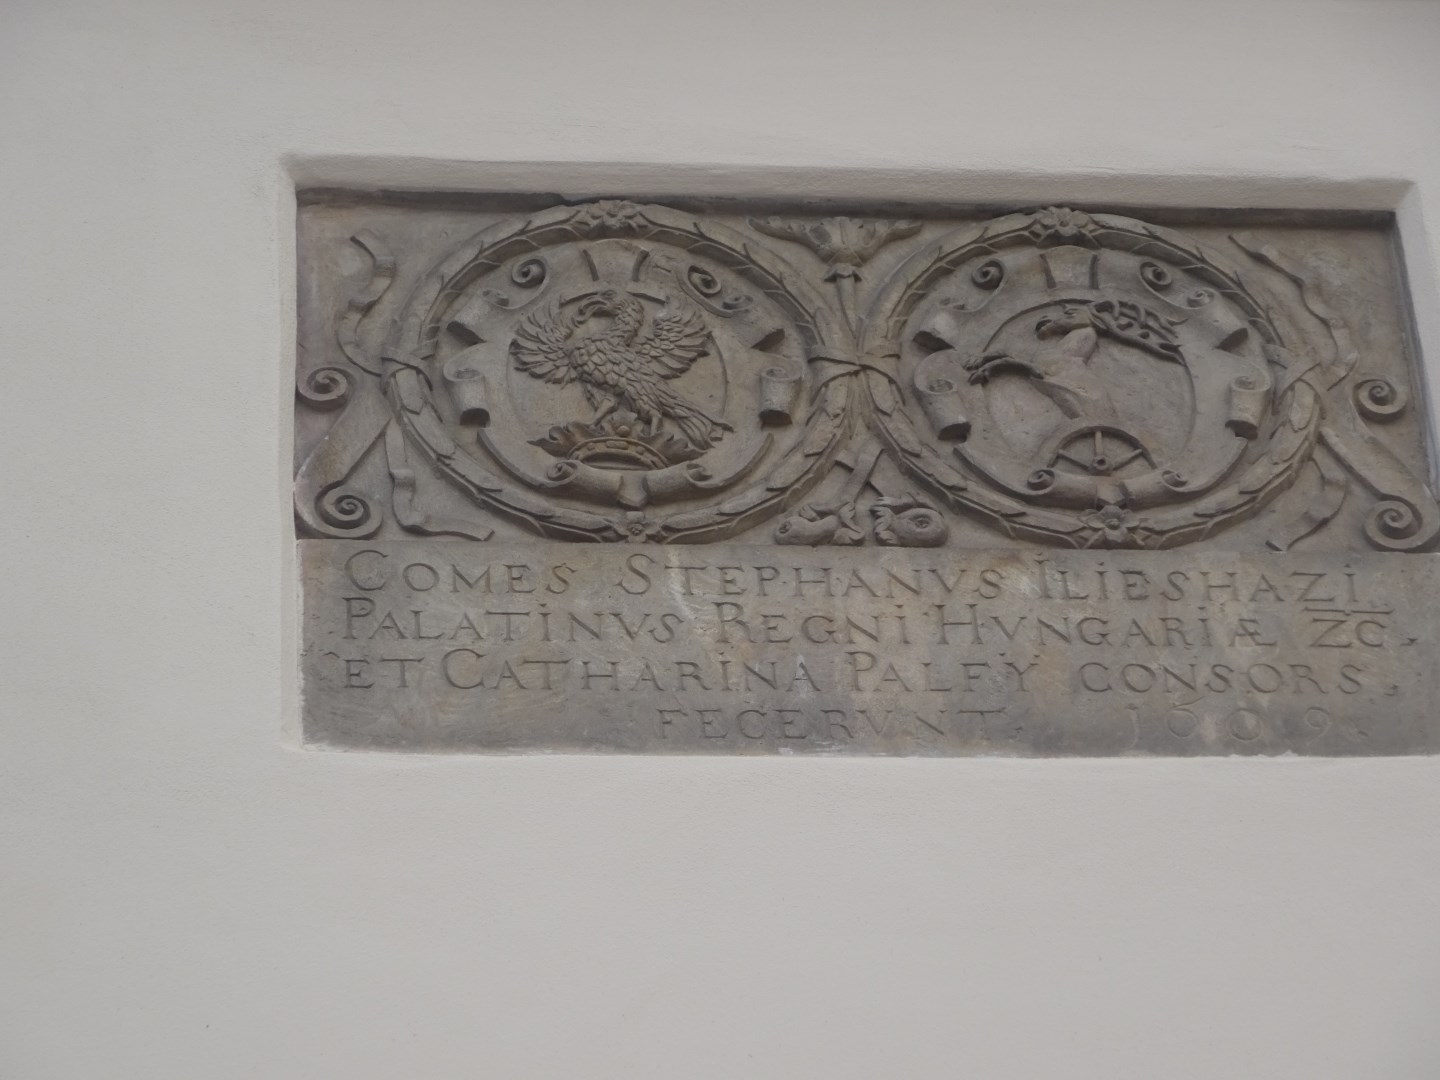 COMES STEPHANVS ILIESHAZI
PALATINVS REGNI HVNGARIÆ ZC.
ET CATHARINA PALFY CONSORS,
FECERVNT. 1609.